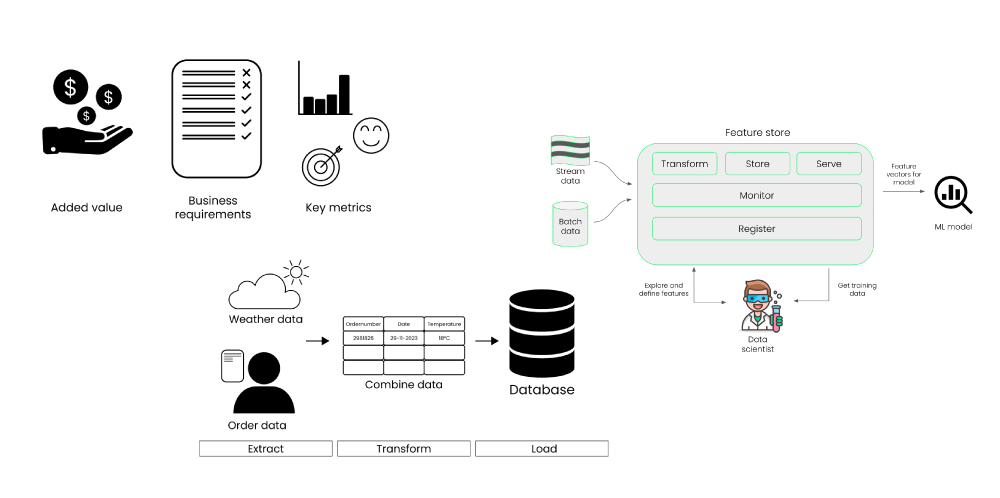 $
$
$
Added value
Business
requirements
Key metrics
Feature store
Transform
Store
Serve
Monitor
Register
Stream
data
Batch
data
Feature
vectors for
model
ML model
Explore and
define features
Get training
data
Data
scientist
Weather data
Order data
Ordernumber
Date
Temperature
2981826
29-11-2023
18°C
Combine data
Database
Extract
Transform
Load